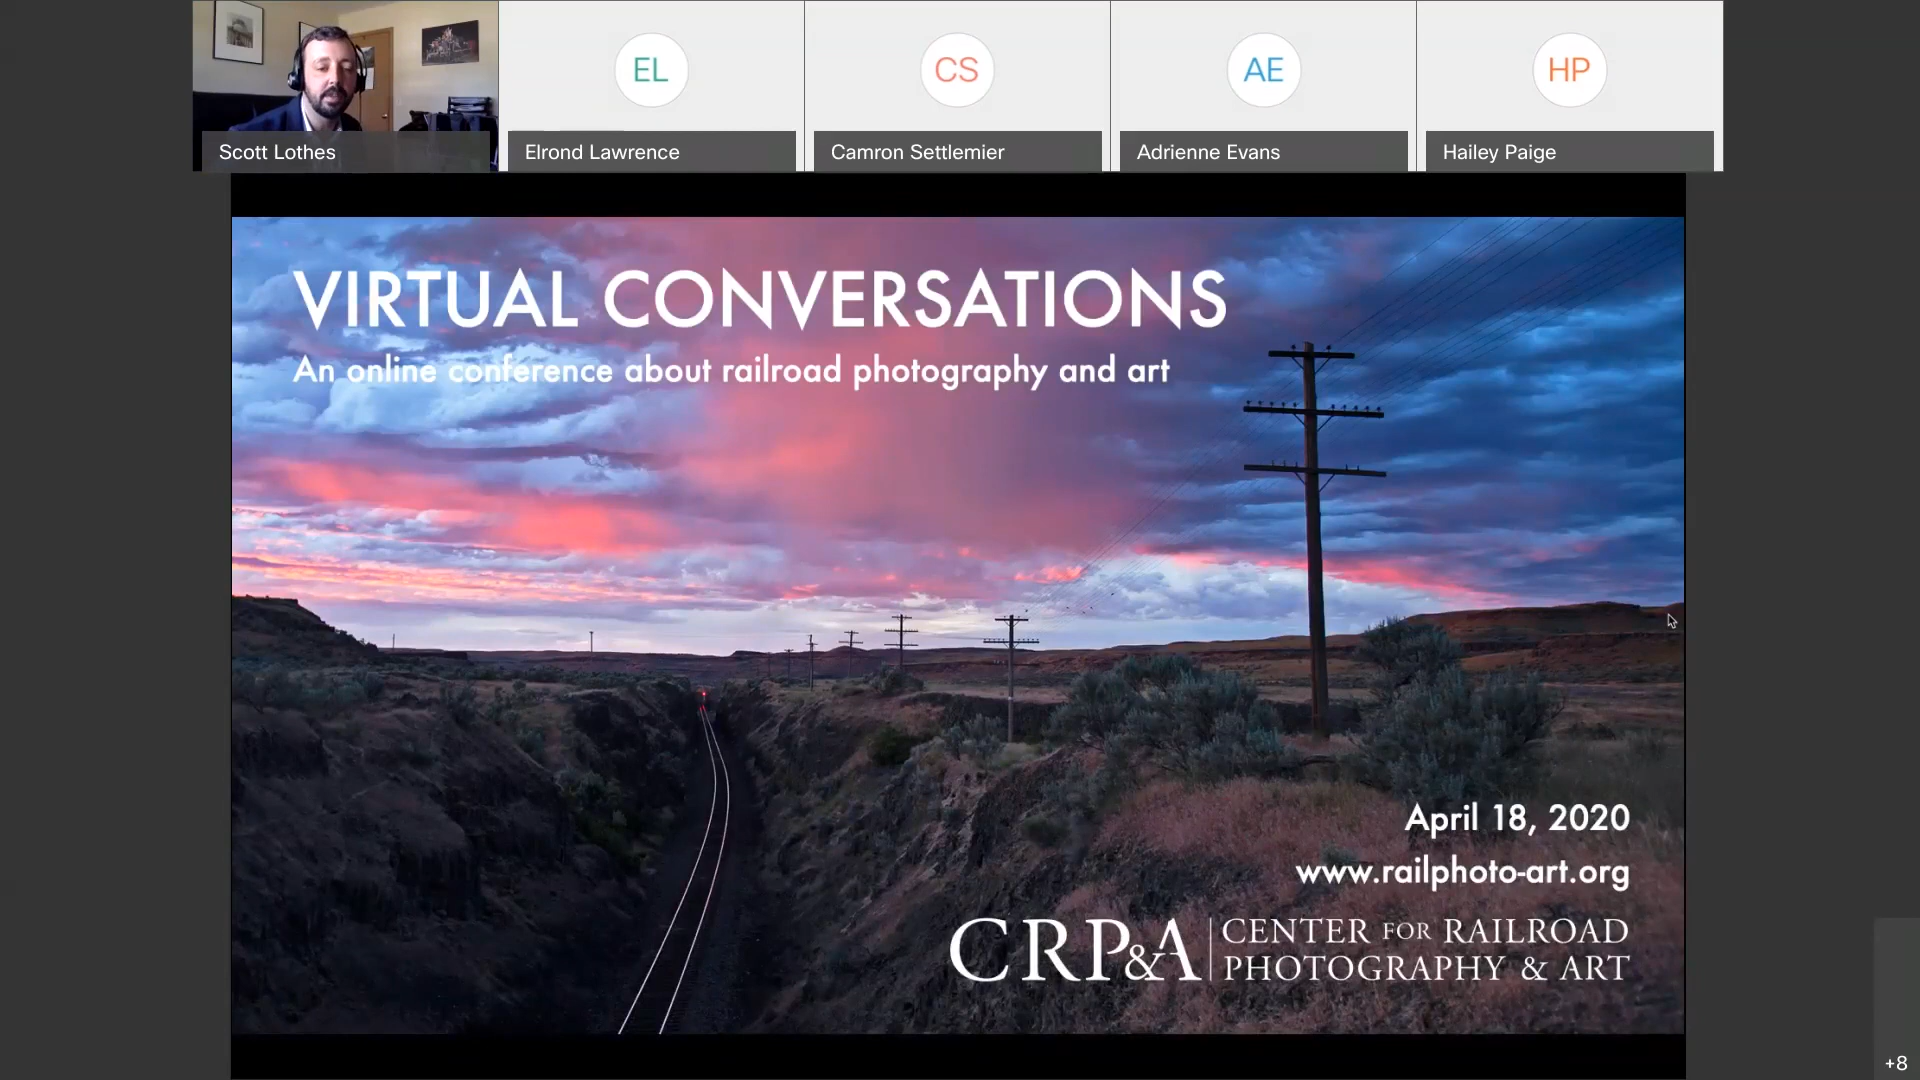 EL
CS
AE
HP
Scott Lothes
Elrond Lawrence
Camron Settlemier
Adrienne Evans
Hailey Paige
VIRTUAL CONVERSATIONS
An online conference about railroad photography and art
April 18, 2020
www.railphoto-art.org
CRP&A
CENTER FOR RAILROAD
PHOTOGRAPHY & ART
+8